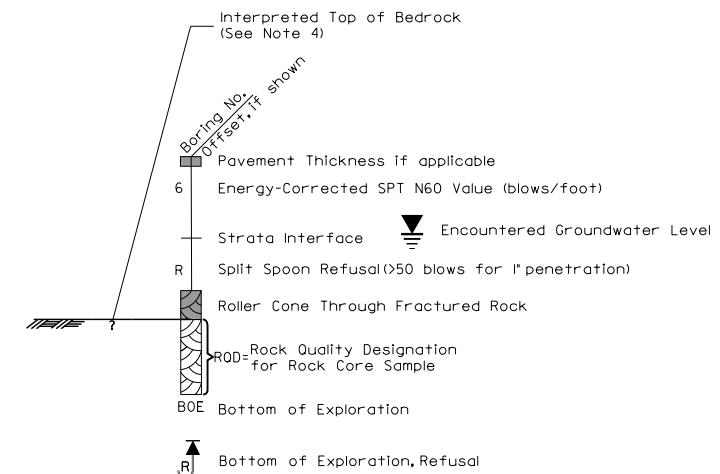 Interpreted Top of Bedrock
(See Note 4)
Boring No.
Offset, if shown
Pavement Thickness if applicable
6 Energy-Corrected SPT N60 Value (blows/foot)
Strata Interface
Encountered Groundwater Level
R Split Spoon Refusal (>50 blows for 1" penetration)
Roller Cone Through Fractured Rock
?
RQD= Rock Quality Designation
for Rock Core Sample
BOE Bottom of Exploration
R Bottom of Exploration, Refusal